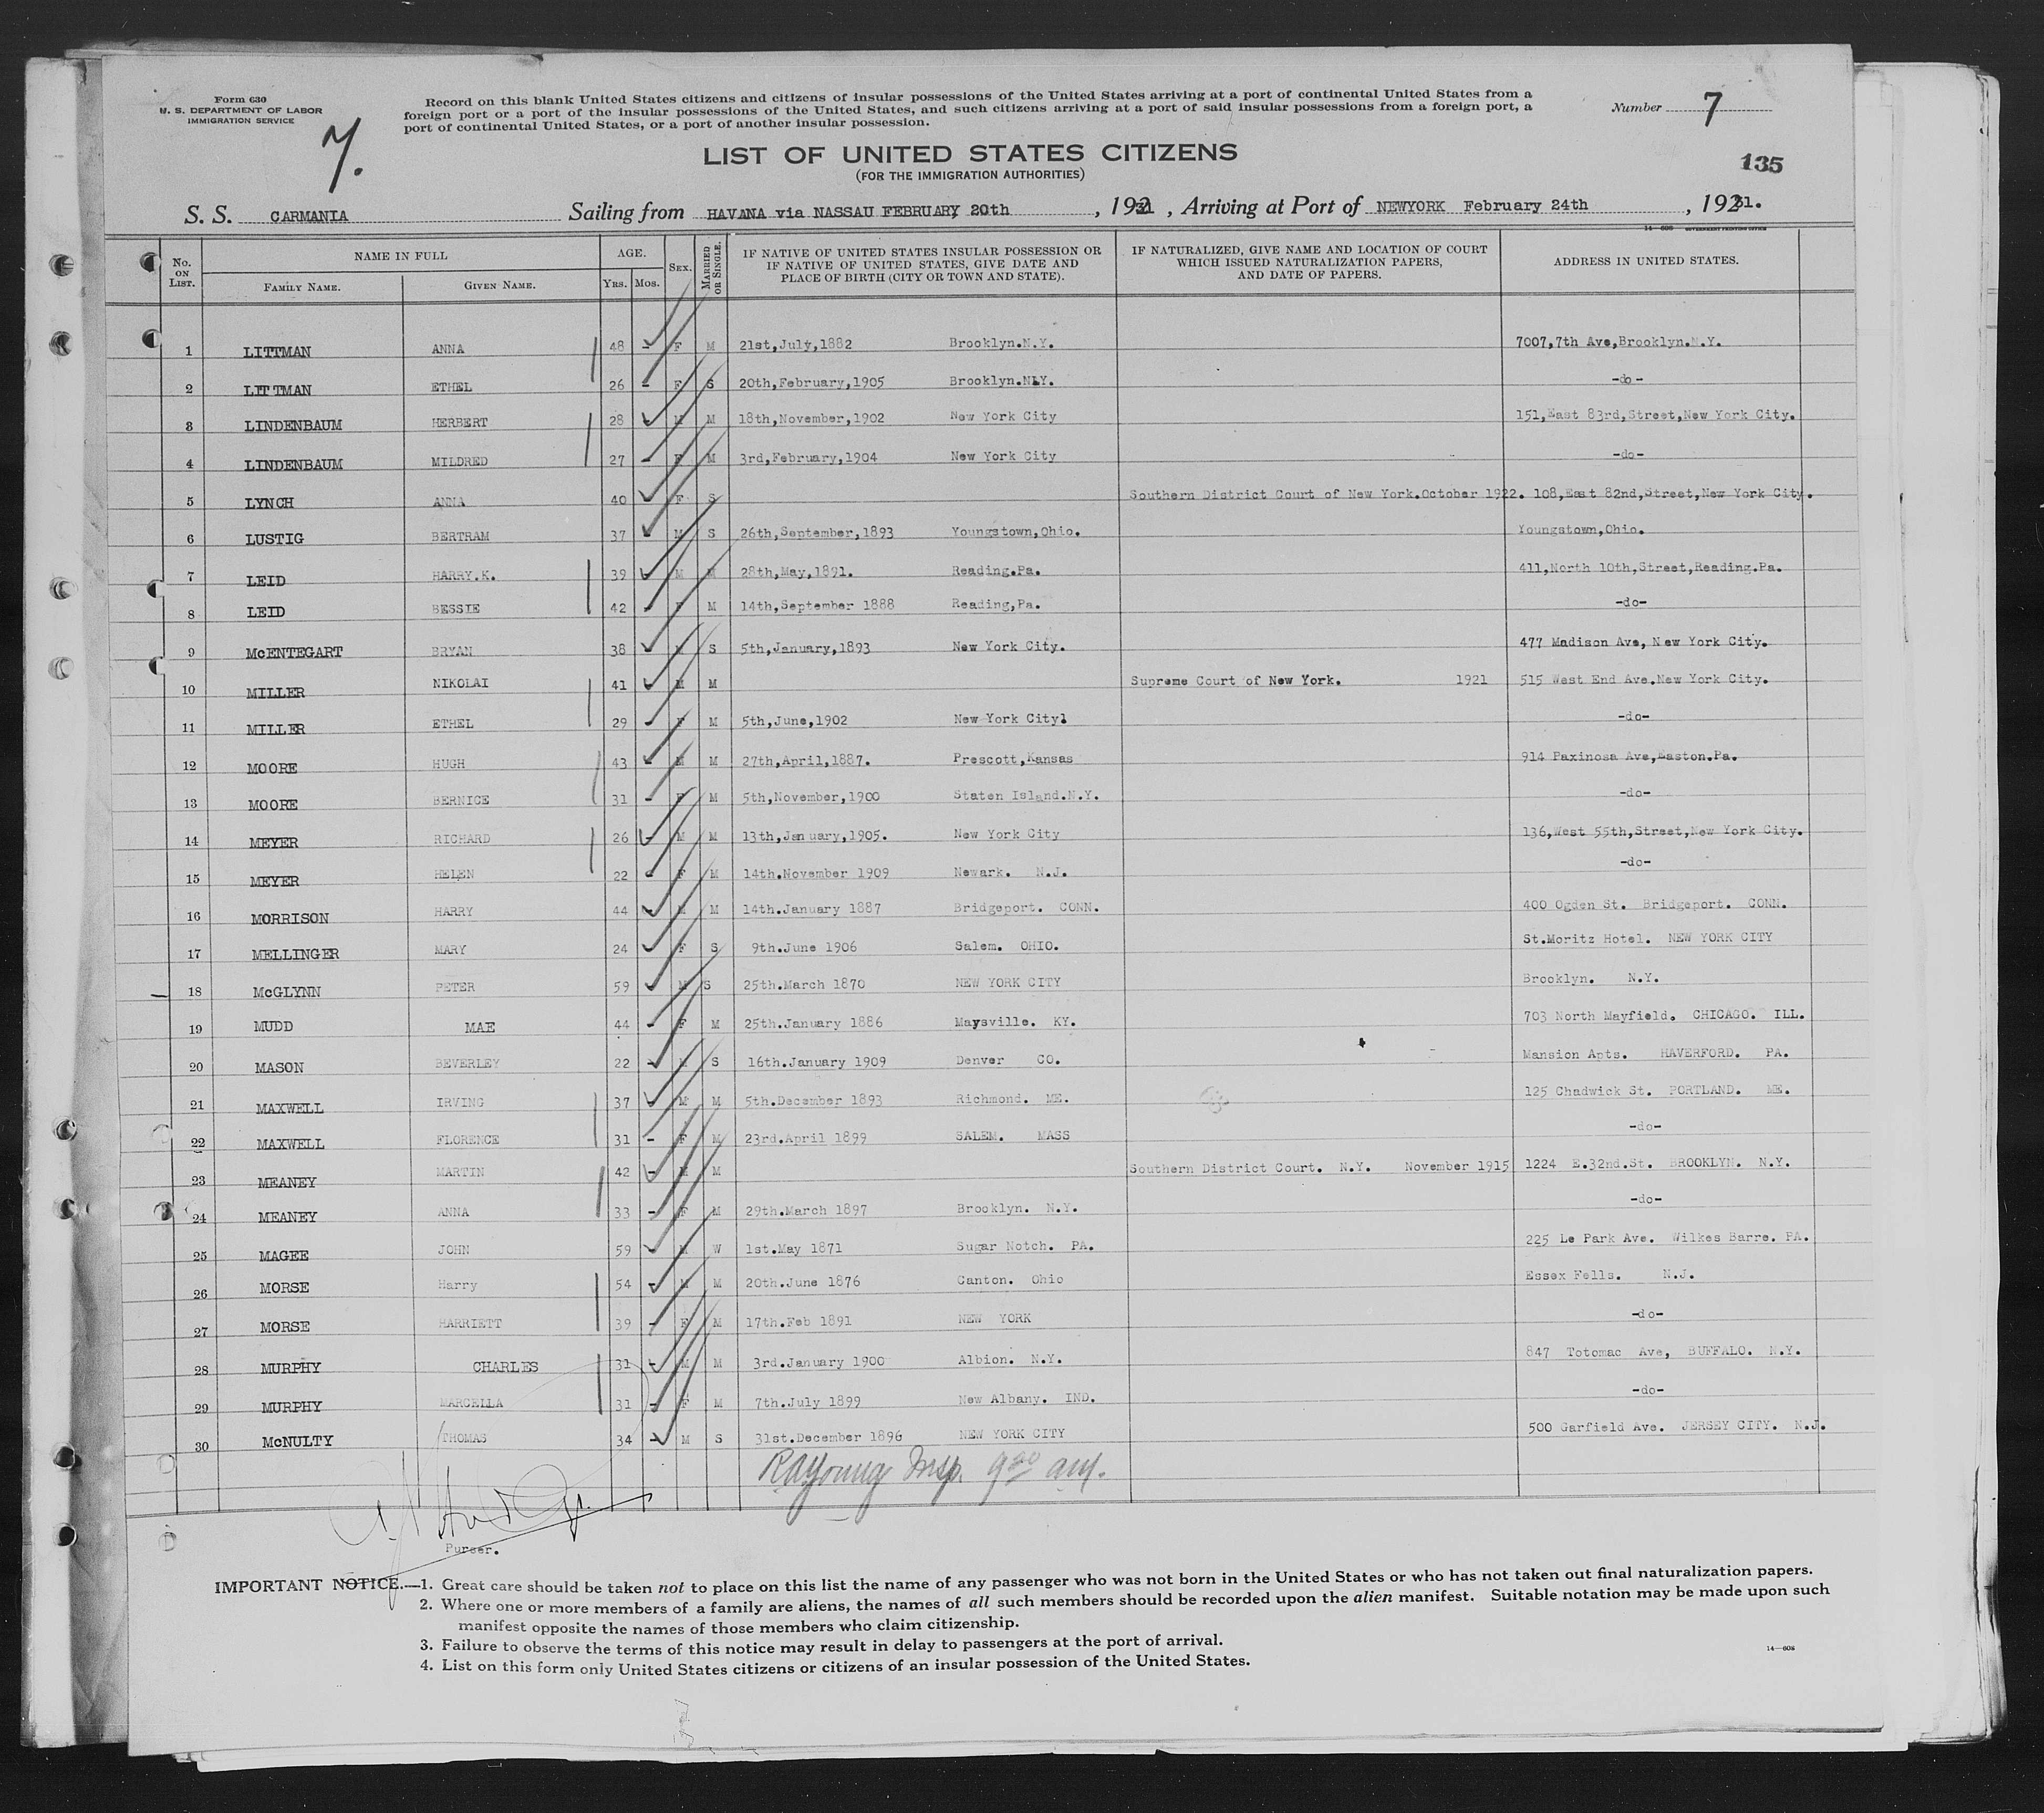 Form 630
U. S. DEPARTMENT OF LABOR
IMMIGRATION SERVICE
7.
Record on this blank United States citizens and citizens of insular possessions of the United States arriving at a port of continental United States from a
foreign port or a port of the insular possessions of the United States, and such citizens arriving at a port of said insular possessions from a foreign port, a
port of continental United States, or a port of another insular possession.
Number 7
LIST OF UNITED STATES CITIZENS
(FOR THE IMMIGRATION AUTHORITIES)
135
S. S. CARMANIA Sailing from HAVANA via NASSAU FEBRUARY 20th, 1931, Arriving at Port of NEWYORK February 24th, 1931.
14—608 GOVERNMENT PRINTING OFFICE
No. ON LIST. NAME IN FULL FAMILY NAME. GIVEN NAME. AGE. YRS. MOS. SEX. MARRIED OR SINGLE. IF NATIVE OF UNITED STATES INSULAR POSSESSION OR IF NATIVE OF UNITED STATES, GIVE DATE AND PLACE OF BIRTH (CITY OR TOWN AND STATE). IF NATURALIZED, GIVE NAME AND LOCATION OF COURT WHICH ISSUED NATURALIZATION PAPERS, AND DATE OF PAPERS. ADDRESS IN UNITED STATES.
1 LITTMAN ANNA 48 - F M 21st,July,1882 Brooklyn.N.Y. 7007,7th Ave,Brooklyn.N.Y.
2 LITTMAN ETHEL 26 - F S 20th,February,1905 Brooklyn.N.Y. -do-
3 LINDENBAUM HERBERT 28 - M M 18th,November,1902 New York City 151,East 83rd,Street,New York City.
4 LINDENBAUM MILDRED 27 - F M 3rd,February,1904 New York City -do-
5 LYNCH ANNA 40 F S Southern District Court of New York.October 1922. 108,East 82nd,Street,New York City.
6 LUSTIG BERTRAM 37 M S 26th,September,1893 Youngstown,Ohio. Youngstown,Ohio.
7 LEID HARRY.K. 39 - M M 28th,May,1891. Reading.Pa. 411,North 10th,Street,Reading.Pa.
8 LEID BESSIE 42 - F M 14th,September 1888 Reading,Pa. -do-
9 McENTEGART BRYAN 38 - M S 5th,January,1893 New York City. 477 Madison Ave, New York City.
10 MILLER NIKOLAI 41 - M M Supreme Court of New York. 1921 515 West End Ave.New York City.
11 MILLER ETHEL 29 - F M 5th,June,1902 New York Cityl -do-
12 MOORE HUGH 43 - M M 27th,April,1887. Prescott,Kansas 914 Paxinosa Ave,Easton.Pa.
13 MOORE BERNICE 31 - F M 5th,November,1900 Staten Island.N.Y. -do-
14 MEYER RICHARD 26 - M M 13th,January,1905. New York City 136,West 55th,Street,New York City.
15 MEYER HELEN 22 - F M 14th.November 1909 Newark. N.J. -do-
16 MORRISON HARRY 44 - M M 14th.January 1887 Bridgeport. CONN. 400 Ogden St. Bridgeport. CONN.
17 MELLINGER MARY 24 - F S 9th.June 1906 Salem. OHIO. St.Moritz Hotel. NEW YORK CITY
18 McGLYNN PETER 59 - M S 25th.March 1870 NEW YORK CITY Brooklyn. N.Y.
19 MUDD MAE 44 - F M 25th.January 1886 Maysville. KY. 703 North Mayfield. CHICAGO. ILL.
20 MASON BEVERLEY 22 - M S 16th.January 1909 Denver CO. Mansion Apts. HAVERFORD. PA.
21 MAXWELL IRVING 37 - M M 5th.December 1893 Richmond. ME. 125 Chadwick St. PORTLAND. ME.
22 MAXWELL FLORENCE 31 - F M 23rd.April 1899 SALEM. MASS -do-
23 MEANEY MARTIN 42 - M M Southern District Court. N.Y. November 1915 1224 E.32nd.St. BROOKLYN. N.Y.
24 MEANEY ANNA 33 - F M 29th.March 1897 Brooklyn. N.Y. -do-
25 MAGEE JOHN 59 - M W 1st.May 1871 Sugar Notch. PA. 225 Le Park Ave. Wilkes Barre. PA.
26 MORSE Harry 54 - M M 20th.June 1876 Canton. Ohio Essex Fells. N.J.
27 MORSE HARRIETT 39 - F M 17th.Feb 1891 NEW YORK -do-
28 MURPHY CHARLES 31 - M M 3rd.January 1900 Albion. N.Y. 847 Totomac Ave, BUFFALO. N.Y.
29 MURPHY MARCELLA 31 - F M 7th.July 1899 New Albany. IND. -do-
30 McNULTY THOMAS 34 - M S 31st.December 1896 NEW YORK CITY 500 Garfield Ave. JERSEY CITY. N.J.
RAYoung Insp. 9 00 am.
Purser.
IMPORTANT NOTICE.—1. Great care should be taken not to place on this list the name of any passenger who was not born in the United States or who has not taken out final naturalization papers.
2. Where one or more members of a family are aliens, the names of all such members should be recorded upon the alien manifest. Suitable notation may be made upon such
manifest opposite the names of those members who claim citizenship.
3. Failure to observe the terms of this notice may result in delay to passengers at the port of arrival.
4. List on this form only United States citizens or citizens of an insular possession of the United States.
14—608